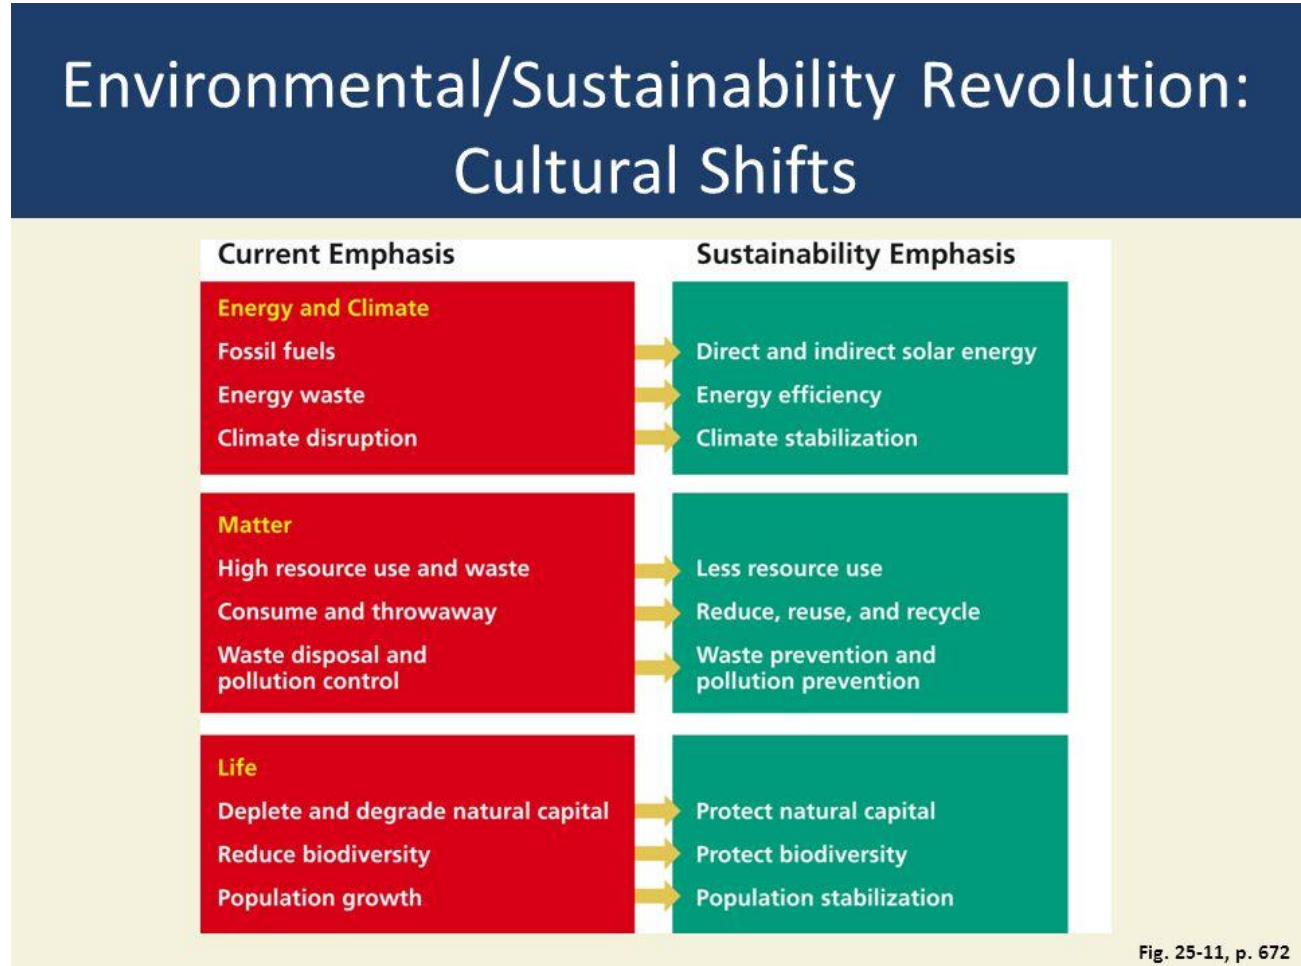 Environmental/Sustainability Revolution:
Cultural Shifts
Current Emphasis
Sustainability Emphasis
Energy and Climate
Fossil fuels
Direct and indirect solar energy
Energy waste
Energy efficiency
Climate disruption
Climate stabilization
Matter
High resource use and waste
Less resource use
Consume and throwaway
Reduce, reuse, and recycle
Waste disposal and
pollution control
Waste prevention and
pollution prevention
Life
Deplete and degrade natural capital
Protect natural capital
Reduce biodiversity
Protect biodiversity
Population growth
Population stabilization
Fig. 25-11, p. 672